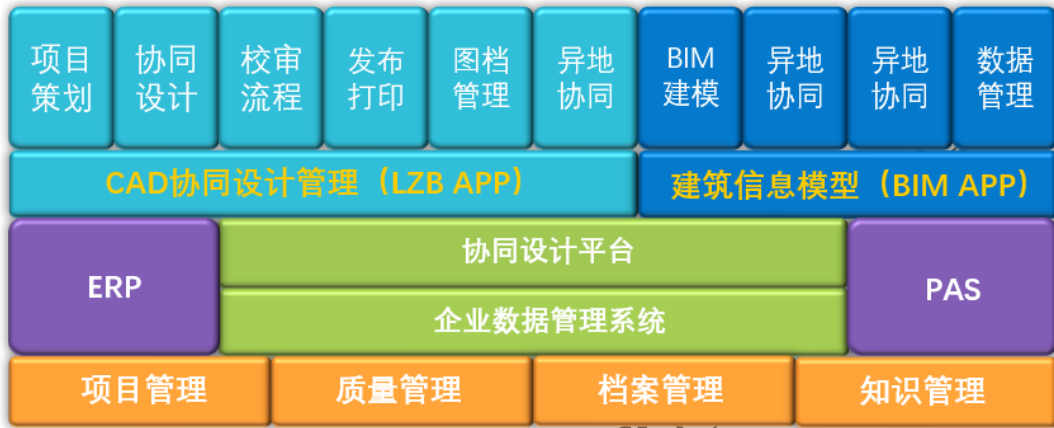 项目
策划
协同
设计
校审
流程
发布
打印
图档
管理
异地
协同
BIM
建模
异地
协同
异地
协同
数据
管理
CAD协同设计管理（LZB APP）
建筑信息模型（BIM APP）
ERP
协同设计平台
企业数据管理系统
PAS
项目管理
质量管理
档案管理
知识管理